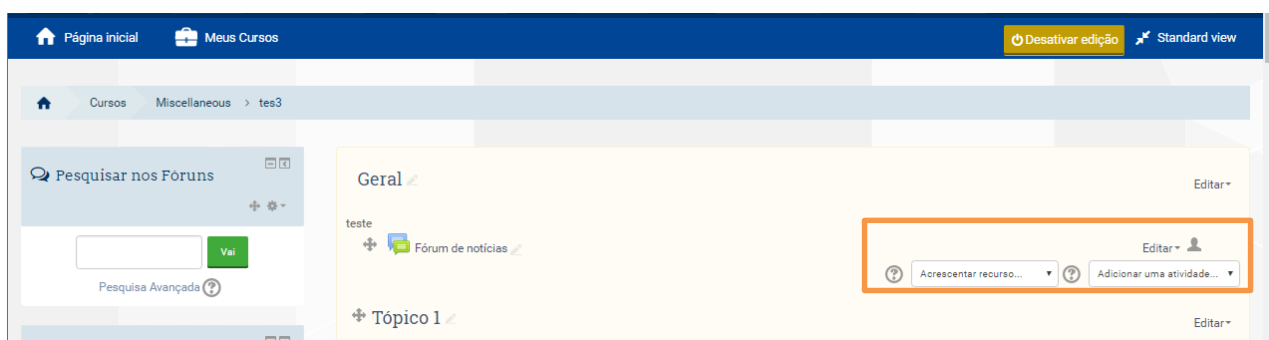 Página inicial Meus Cursos Desativar edição Standard view
Cursos Miscellaneous > tes3
Pesquisar nos Fóruns
Vai
Pesquisa Avançada ?
Geral Editar
teste
Fórum de notícias Editar
? Acrescentar recurso... ? Adicionar uma atividade...
Tópico 1 Editar